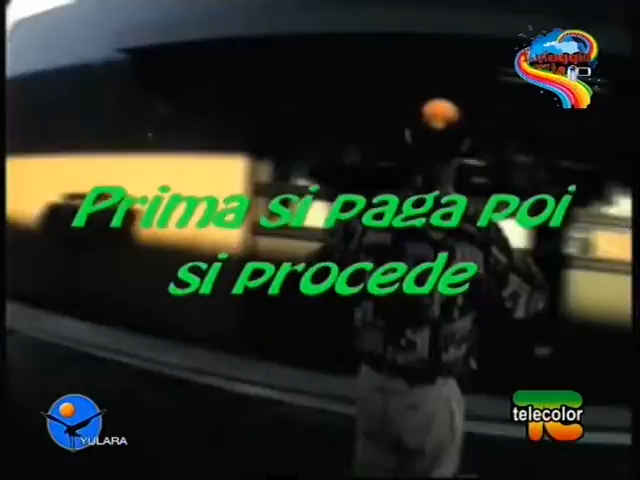 Prima si paga poi
si procede
YULARA
telecolor